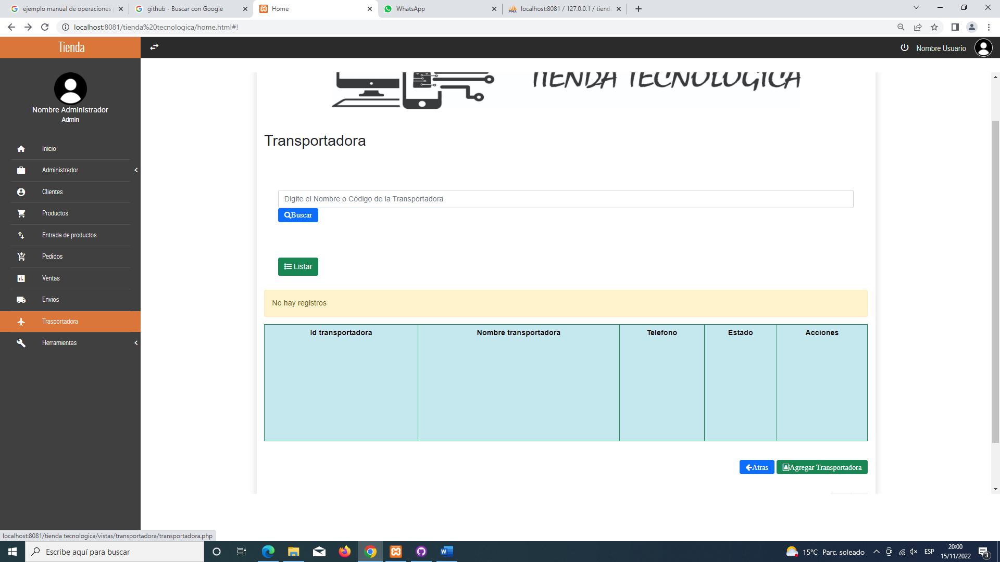 ejemplo manual de operaciones
github - Buscar con Google
Home
WhatsApp
localhost:8081 / 127.0.0.1 / tiend
localhost:8081/tienda%20tecnologica/home.html#!
Tienda
Nombre Usuario
Nombre Administrador
Admin
Inicio
Administrador
Clientes
Productos
Entrada de productos
Pedidos
Ventas
Envios
Trasportadora
Herramientas
TIENDA TECNOLOGICA
Transportadora
Digite el Nombre o Código de la Transportadora
Buscar
Listar
No hay registros
Id transportadora Nombre transportadora Telefono Estado Acciones
Atras Agregar Transportadora
localhost:8081/tienda tecnologica/vistas/transportadora/transportadora.php
Escribe aquí para buscar
15°C Parc. soleado
ESP
20:00
15/11/2022
3